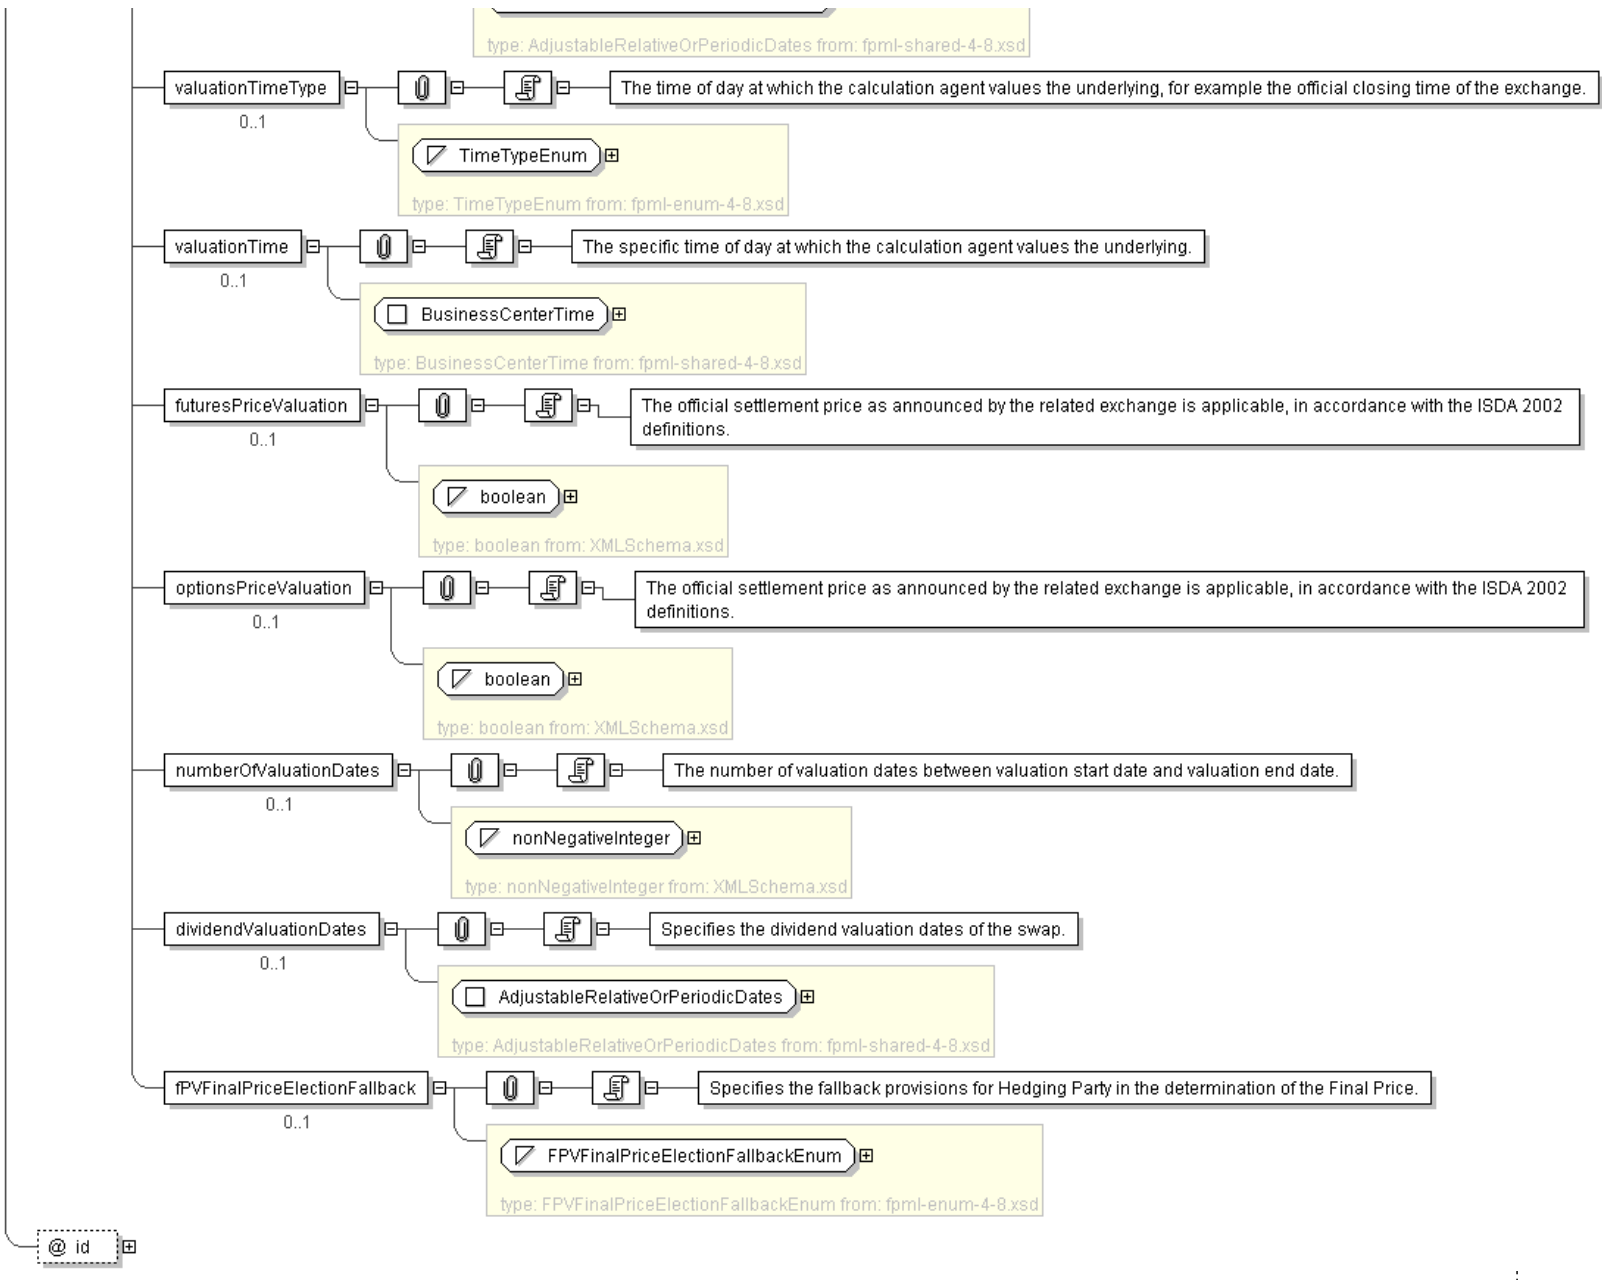 type: AdjustableRelativeOrPeriodicDates from: fpml-shared-4-8.xsd
valuationTimeType
The time of day at which the calculation agent values the underlying, for example the official closing time of the exchange.
0..1
TimeTypeEnum
type: TimeTypeEnum from: fpml-enum-4-8.xsd
valuationTime
The specific time of day at which the calculation agent values the underlying.
0..1
BusinessCenterTime
type: BusinessCenterTime from: fpml-shared-4-8.xsd
futuresPriceValuation
The official settlement price as announced by the related exchange is applicable, in accordance with the ISDA 2002
definitions.
0..1
boolean
type: boolean from: XMLSchema.xsd
optionsPriceValuation
The official settlement price as announced by the related exchange is applicable, in accordance with the ISDA 2002
definitions.
0..1
boolean
type: boolean from: XMLSchema.xsd
numberOfValuationDates
The number of valuation dates between valuation start date and valuation end date.
0..1
nonNegativeInteger
type: nonNegativeInteger from: XMLSchema.xsd
dividendValuationDates
Specifies the dividend valuation dates of the swap.
0..1
AdjustableRelativeOrPeriodicDates
type: AdjustableRelativeOrPeriodicDates from: fpml-shared-4-8.xsd
fPVFinalPriceElectionFallback
Specifies the fallback provisions for Hedging Party in the determination of the Final Price.
0..1
FPVFinalPriceElectionFallbackEnum
type: FPVFinalPriceElectionFallbackEnum from: fpml-enum-4-8.xsd
@ id